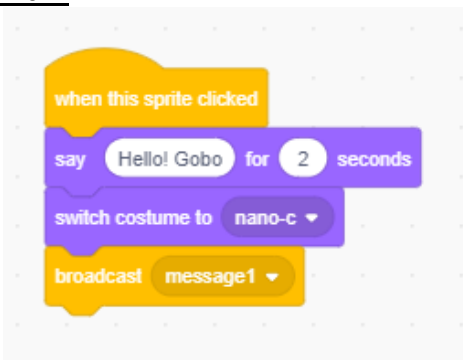 when this sprite clicked
say Hello! Gobo for 2 seconds
switch costume to nano-c
broadcast message1